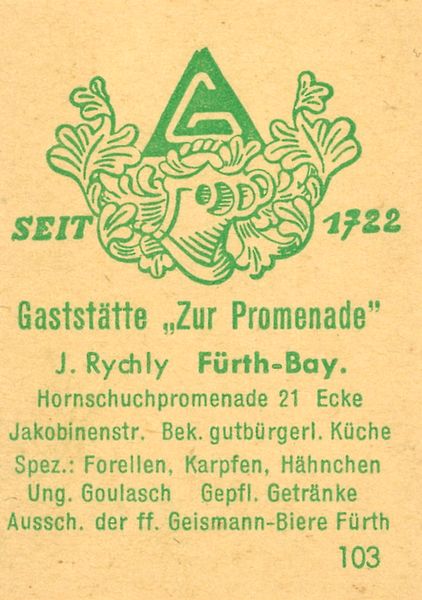 G
SEIT 1722
Gaststätte „Zur Promenade”
J. Rychly Fürth-Bay.
Hornschuchpromenade 21 Ecke
Jakobinenstr. Bek. gutbürgerl. Küche
Spez.: Forellen, Karpfen, Hähnchen
Ung. Goulasch Gepfl. Getränke
Aussch. der ff. Geismann-Biere Fürth
103